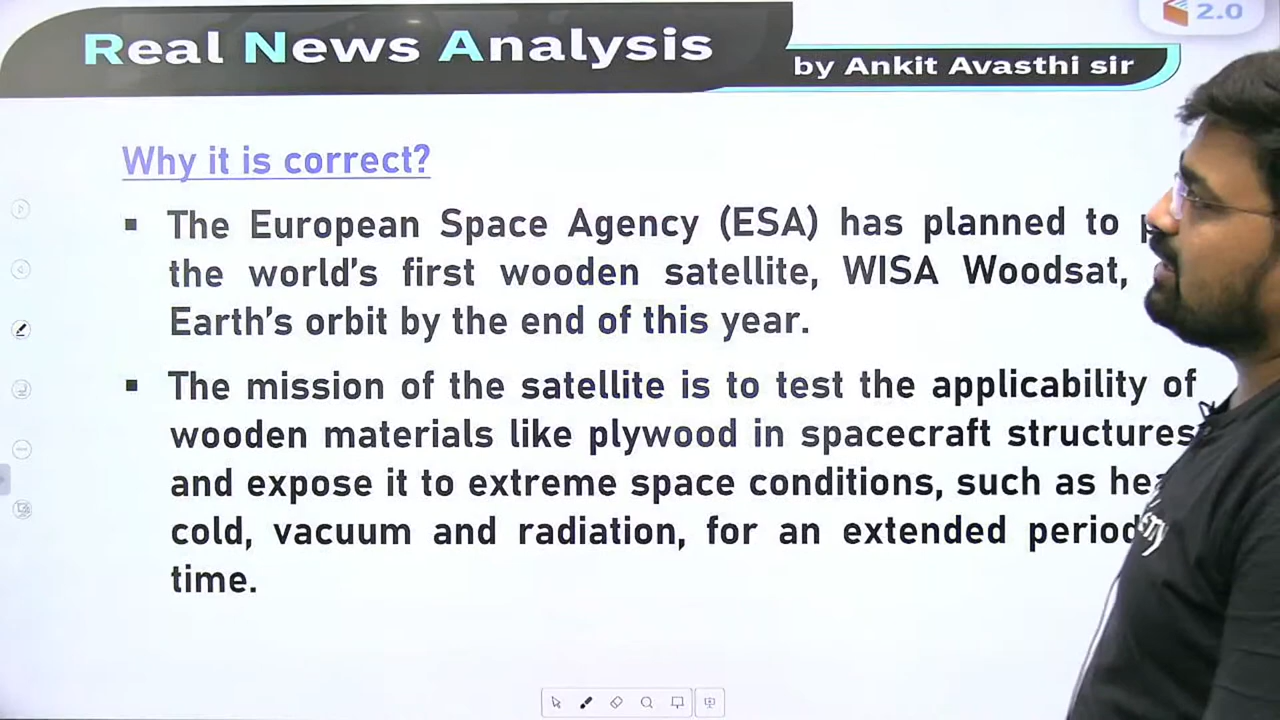 Real News Analysis
by Ankit Avasthi sir
2.0
Why it is correct?
▪ The European Space Agency (ESA) has planned to
the world's first wooden satellite, WISA Woodsat,
Earth's orbit by the end of this year.
▪ The mission of the satellite is to test the applicability of
wooden materials like plywood in spacecraft structures
and expose it to extreme space conditions, such as
cold, vacuum and radiation, for an extended period
time.